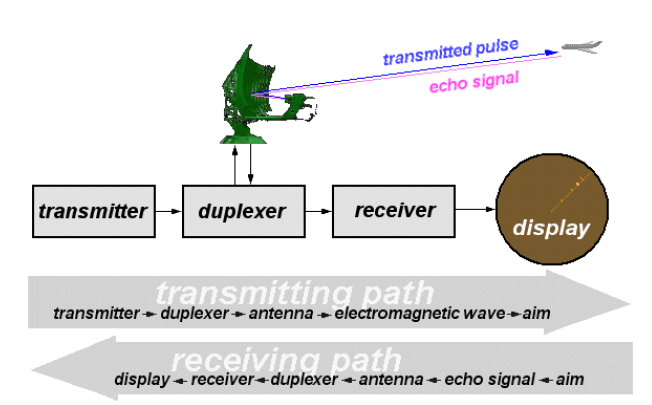 transmitted pulse
echo signal
transmitter
duplexer
receiver
display
transmitting path
transmitter → duplexer → antenna → electromagnetic wave → aim
receiving path
display ← receiver ← duplexer ← antenna ← echo signal ← aim